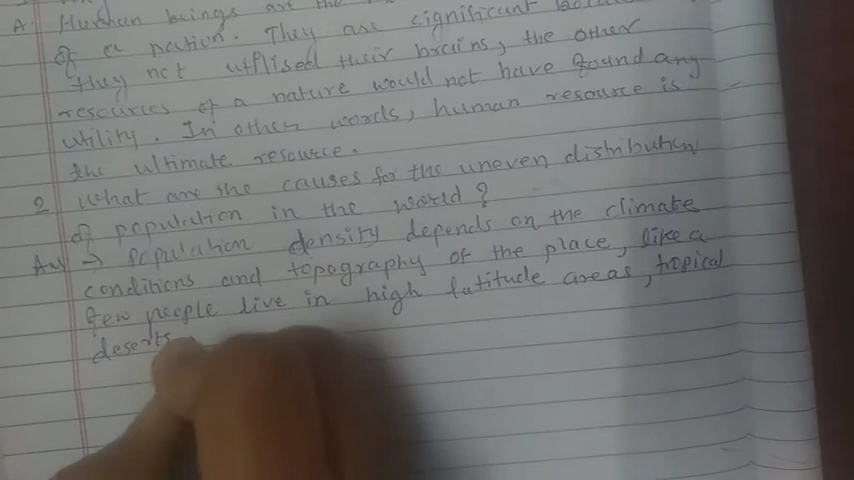 A. Human beings are the
of a nation. They are significant
they not utilised their brains, the other
resources of a nature would not have found any
utility. In other words, human resource is
the ultimate resource.
2 What are the causes for the uneven distribution
of population in the world?
Ans → Population density depends on the climate
conditions and topography of the place, like a
few people live in high latitude areas, tropical
deserts